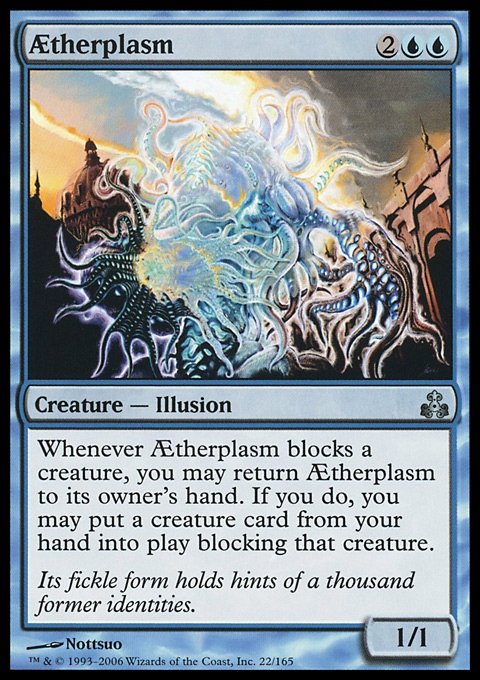 Ætherplasm 2
Creature — Illusion
Whenever Ætherplasm blocks a
creature, you may return Ætherplasm
to its owner's hand. If you do, you
may put a creature card from your
hand into play blocking that creature.
Its fickle form holds hints of a thousand
former identities.
Nottsuo
1/1
™ & © 1993–2006 Wizards of the Coast, Inc. 22/165